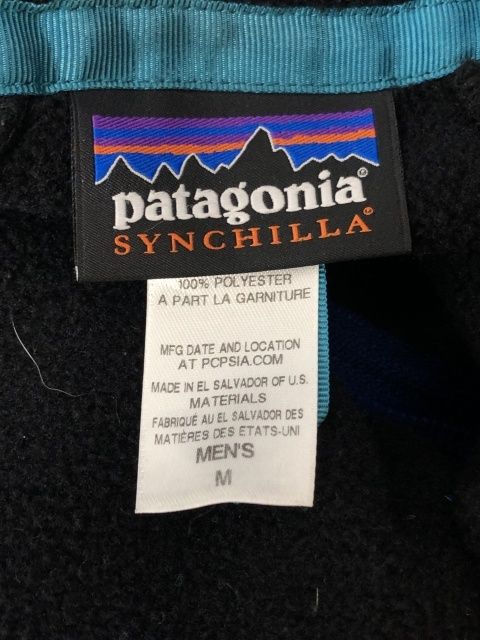 patagonia®
SYNCHILLA®
100% POLYESTER
A PART LA GARNITURE
MFG DATE AND LOCATION
AT PCPSIA.COM
MADE IN EL SALVADOR OF U.S.
MATERIALS
FABRIQUÉ AU EL SALVADOR DES
MATIÈRES DES ETATS-UNI
MEN'S
M